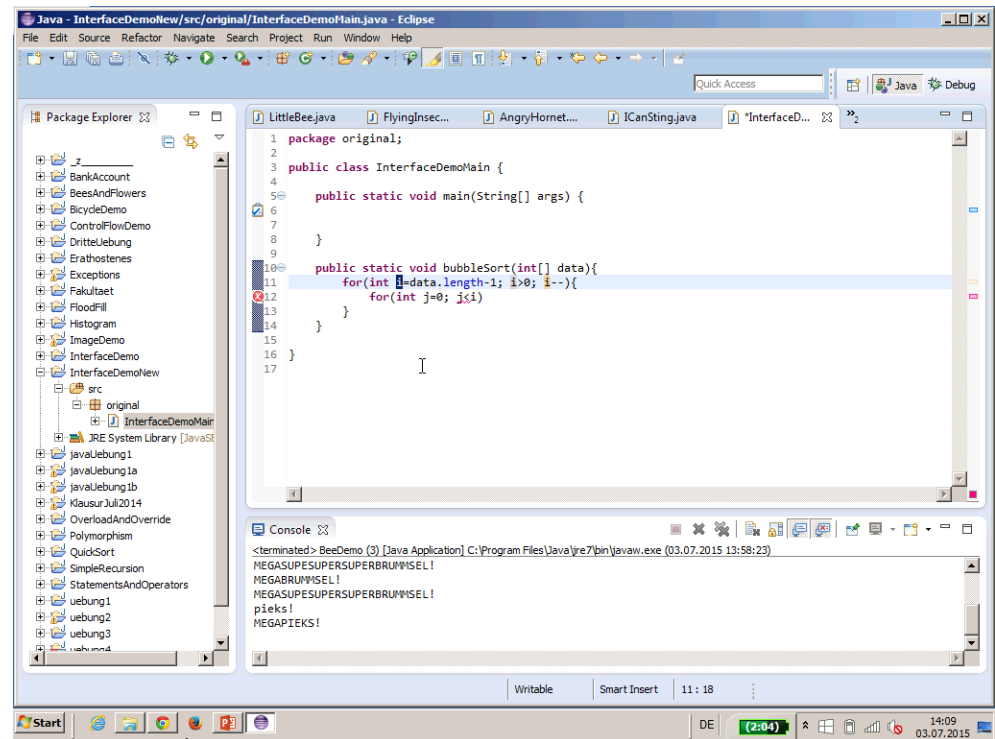 Java - InterfaceDemoNew/src/original/InterfaceDemoMain.java - Eclipse
File Edit Source Refactor Navigate Search Project Run Window Help
Quick Access
Java
Debug
Package Explorer
_z_________
BankAccount
BeesAndFlowers
BicycleDemo
ControlFlowDemo
DritteUebung
Erathostenes
Exceptions
Fakultaet
FloodFill
Histogram
ImageDemo
InterfaceDemo
InterfaceDemoNew
src
original
InterfaceDemoMain
JRE System Library [JavaSE
javaUebung1
javaUebung1a
javaUebung1b
KlausurJuli2014
OverloadAndOverride
Polymorphism
QuickSort
SimpleRecursion
StatementsAndOperators
uebung1
uebung2
uebung3
uebung4
LittleBee.java FlyingInsec... AngryHornet.... ICanSting.java *InterfaceD... »2
1 package original;
2
3 public class InterfaceDemoMain {
4
5 public static void main(String[] args) {
6
7
8 }
9
10 public static void bubbleSort(int[] data){
11 for(int i=data.length-1; i>0; i--){
12 for(int j=0; j<i)
13 }
14 }
15
16 }
17
Console
<terminated> BeeDemo (3) [Java Application] C:\Program Files\Java\jre7\bin\javaw.exe (03.07.2015 13:58:23)
MEGASUPESUPERSUPERBRUMMSEL!
MEGABRUMMSEL!
MEGASUPESUPERSUPERBRUMMSEL!
pieks!
MEGAPIEKS!
Writable Smart Insert 11 : 18
Start
DE (2:04) 14:09
03.07.2015